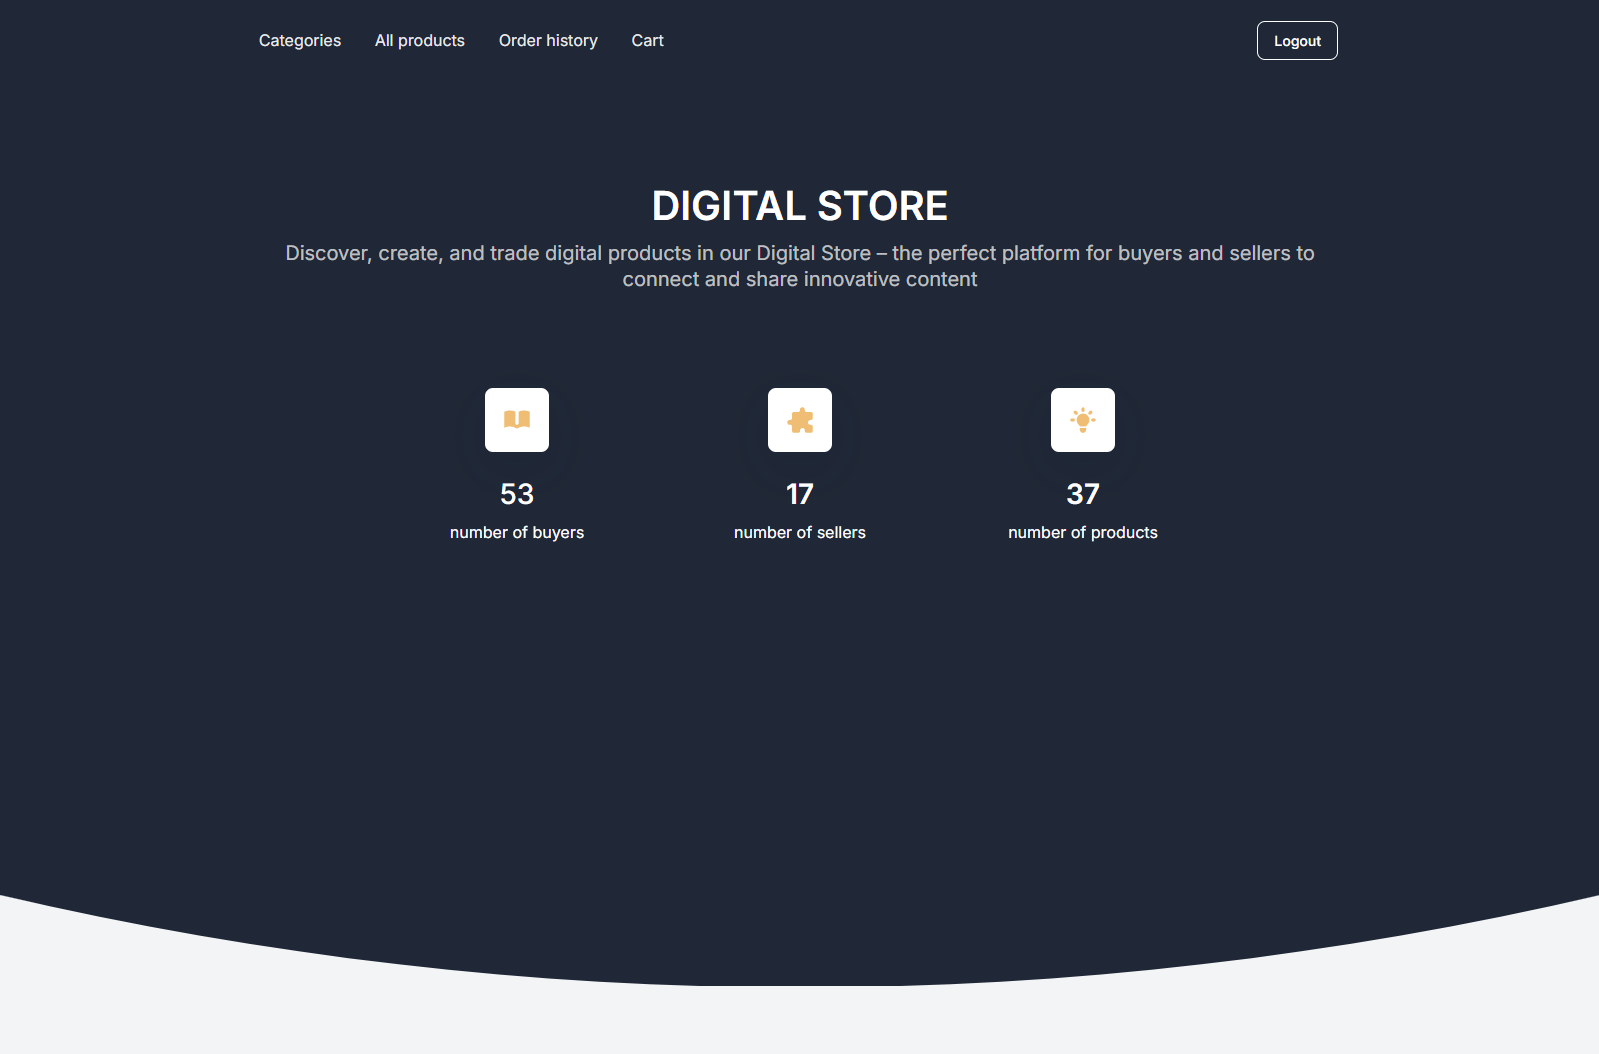 Categories All products Order history Cart Logout
DIGITAL STORE
Discover, create, and trade digital products in our Digital Store – the perfect platform for buyers and sellers to
connect and share innovative content
53 17 37
number of buyers number of sellers number of products